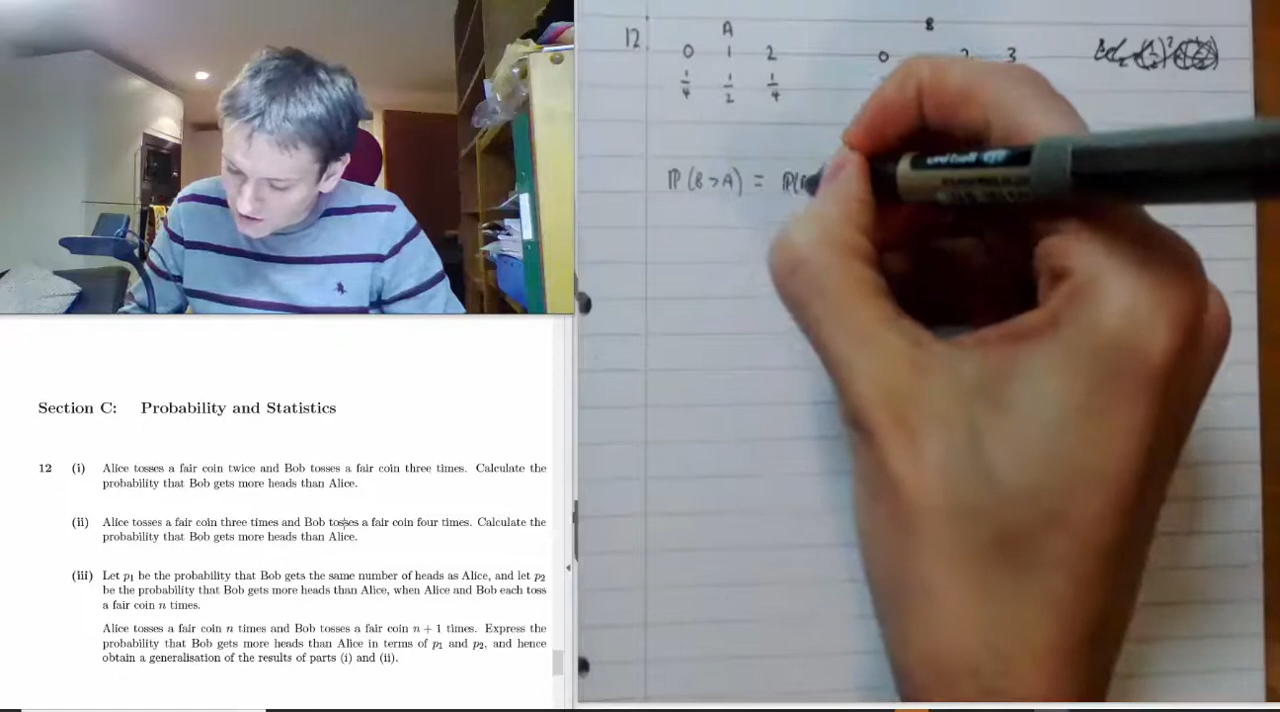 12 A B
0 1 2 0 2 3
1/4 1/2 1/4
ℙ(B > A) = ℙ(
uni-ball eye
Section C: Probability and Statistics
12 (i) Alice tosses a fair coin twice and Bob tosses a fair coin three times. Calculate the
probability that Bob gets more heads than Alice.
(ii) Alice tosses a fair coin three times and Bob tosses a fair coin four times. Calculate the
probability that Bob gets more heads than Alice.
(iii) Let p₁ be the probability that Bob gets the same number of heads as Alice, and let p₂
be the probability that Bob gets more heads than Alice, when Alice and Bob each toss
a fair coin n times.
Alice tosses a fair coin n times and Bob tosses a fair coin n + 1 times. Express the
probability that Bob gets more heads than Alice in terms of p₁ and p₂, and hence
obtain a generalisation of the results of parts (i) and (ii).